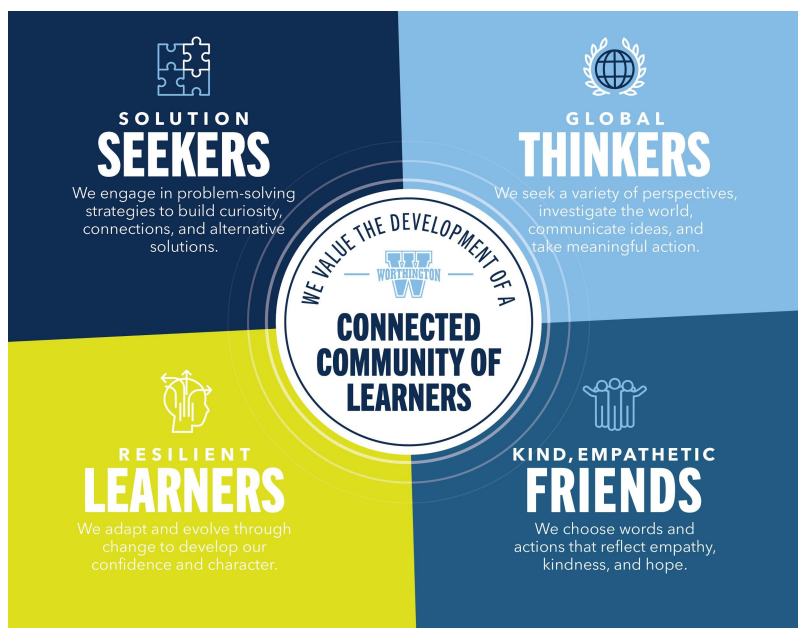 SOLUTION
SEEKERS
We engage in problem-solving
strategies to build curiosity,
connections, and alternative
solutions.
GLOBAL
THINKERS
We seek a variety of perspectives,
investigate the world,
communicate ideas, and
take meaningful action.
WE VALUE THE DEVELOPMENT OF A
W
WORTHINGTON
CONNECTED
COMMUNITY OF
LEARNERS
RESILIENT
LEARNERS
We adapt and evolve through
change to develop our
confidence and character.
KIND, EMPATHETIC
FRIENDS
We choose words and
actions that reflect empathy,
kindness, and hope.